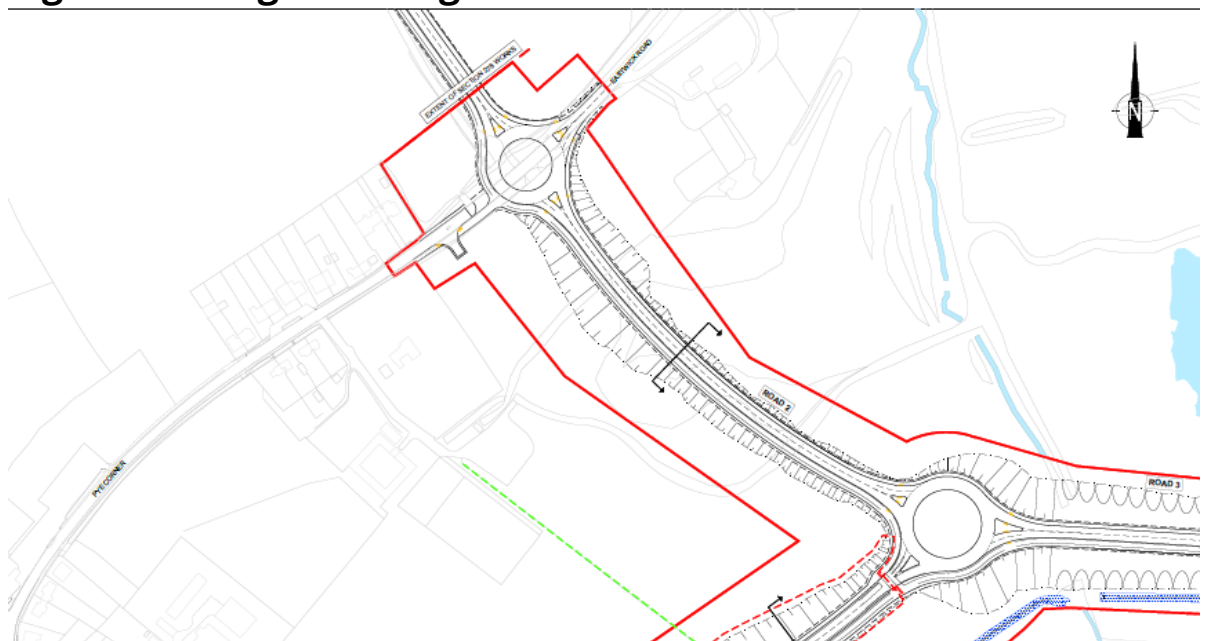 EXTENT OF SECTION 278 WORKS
EASTWICK ROAD
N
ROAD 2
PYE CORNER
ROAD 3